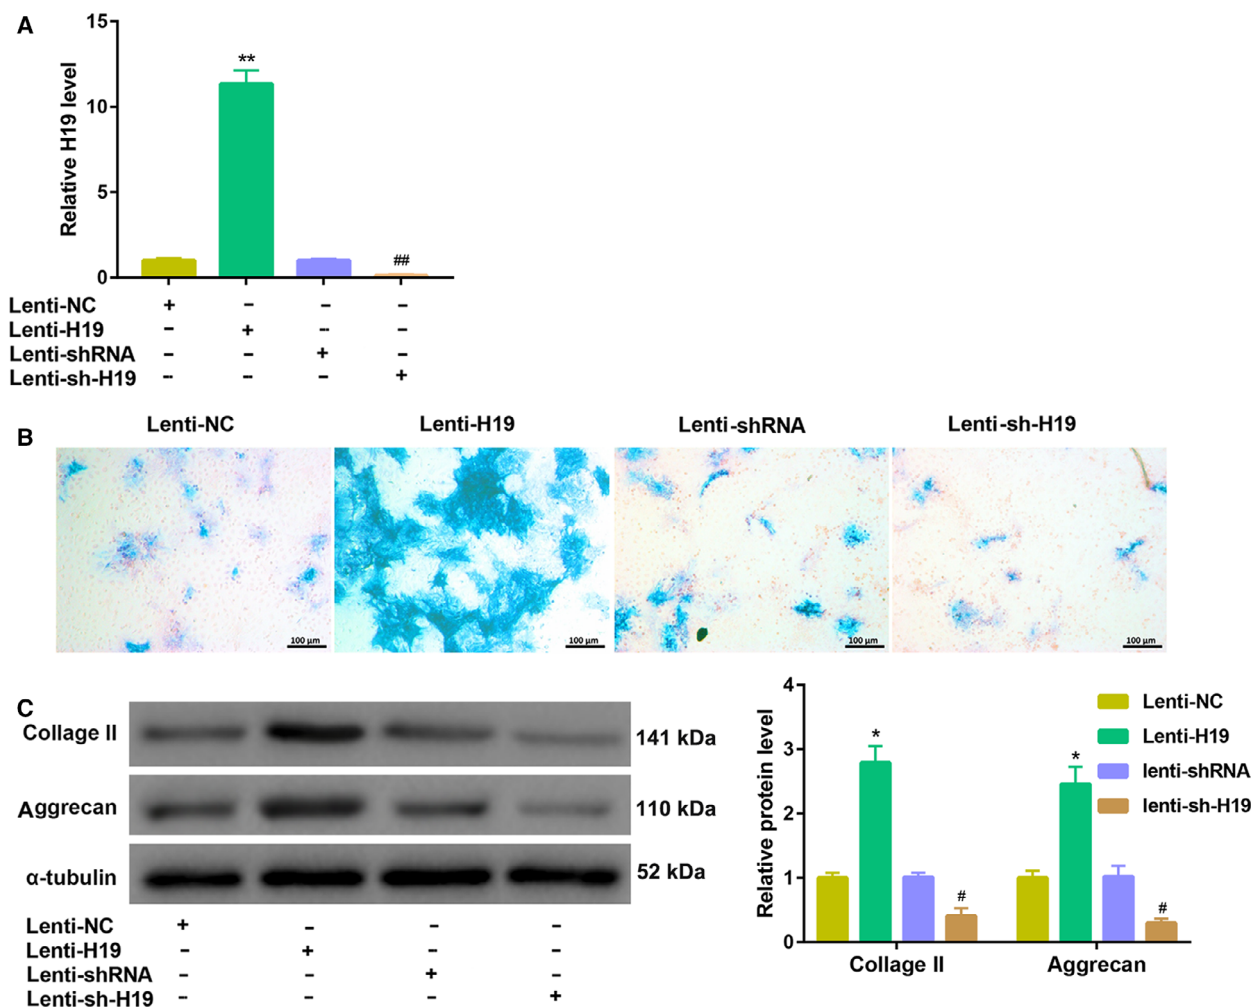 A
15
10
5
0
Relative H19 level
**
##
Lenti-NC + – – –
Lenti-H19 – + -- –
Lenti-shRNA – – + –
Lenti-sh-H19 -- -- – +
B
Lenti-NC Lenti-H19 Lenti-shRNA Lenti-sh-H19
100 µm 100 µm 100 µm 100 µm
C
Collage II 141 kDa
Aggrecan 110 kDa
α-tubulin 52 kDa
Lenti-NC + – – –
Lenti-H19 – + – –
Lenti-shRNA – – + –
Lenti-sh-H19 – – – +
4
3
2
1
0
Relative protein level
* #
* #
Collage II Aggrecan
Lenti-NC
Lenti-H19
lenti-shRNA
lenti-sh-H19